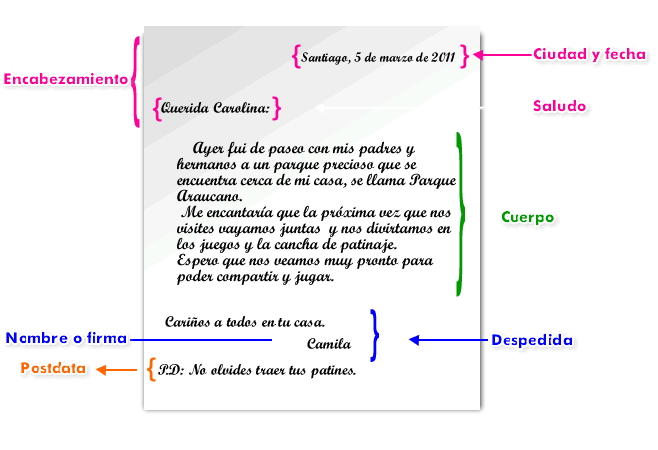 Santiago, 5 de marzo de 2011
Ciudad y fecha
Encabezamiento
Querida Carolina:
Saludo
Ayer fui de paseo con mis padres y
hermanos a un parque precioso que se
encuentra cerca de mi casa, se llama Parque
Araucano.
Me encantaría que la próxima vez que nos
visites vayamos juntas y nos divirtamos en
los juegos y la cancha de patinaje.
Espero que nos veamos muy pronto para
poder compartir y jugar.
Cuerpo
Cariños a todos en tu casa.
Nombre o firma
Camila
Despedida
Postdata
P.D: No olvides traer tus patines.